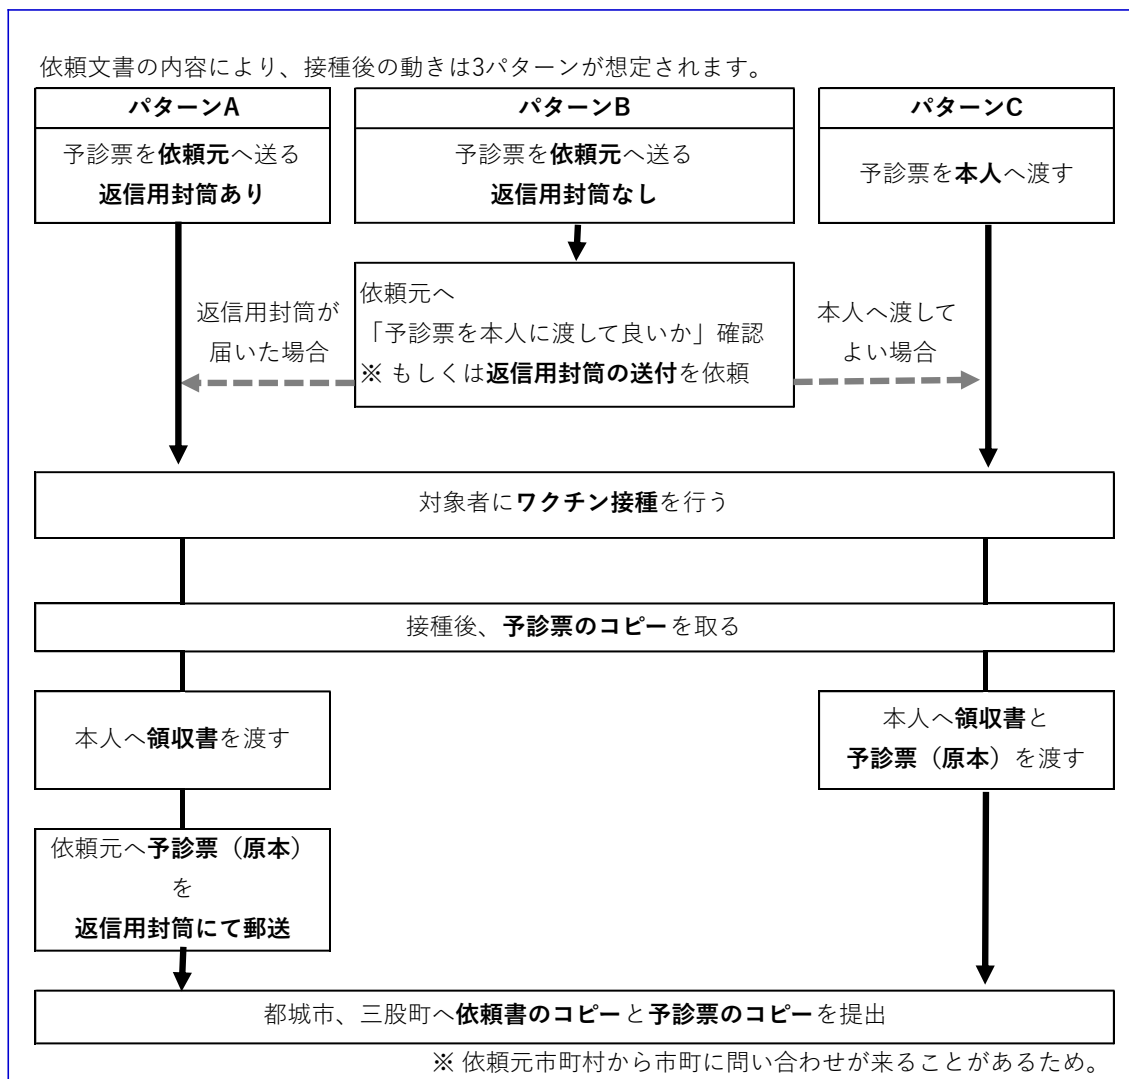 依頼文書の内容により、接種後の動きは3パターンが想定されます。
パターンA
予診票を依頼元へ送る
返信用封筒あり
パターンB
予診票を依頼元へ送る
返信用封筒なし
パターンC
予診票を本人へ渡す
依頼元へ
「予診票を本人に渡して良いか」確認
※ もしくは返信用封筒の送付を依頼
返信用封筒が
届いた場合
本人へ渡して
よい場合
対象者にワクチン接種を行う
接種後、予診票のコピーを取る
本人へ領収書を渡す
本人へ領収書と
予診票（原本）を渡す
依頼元へ予診票（原本）
を
返信用封筒にて郵送
都城市、三股町へ依頼書のコピーと予診票のコピーを提出
※ 依頼元市町村から市町に問い合わせが来ることがあるため。